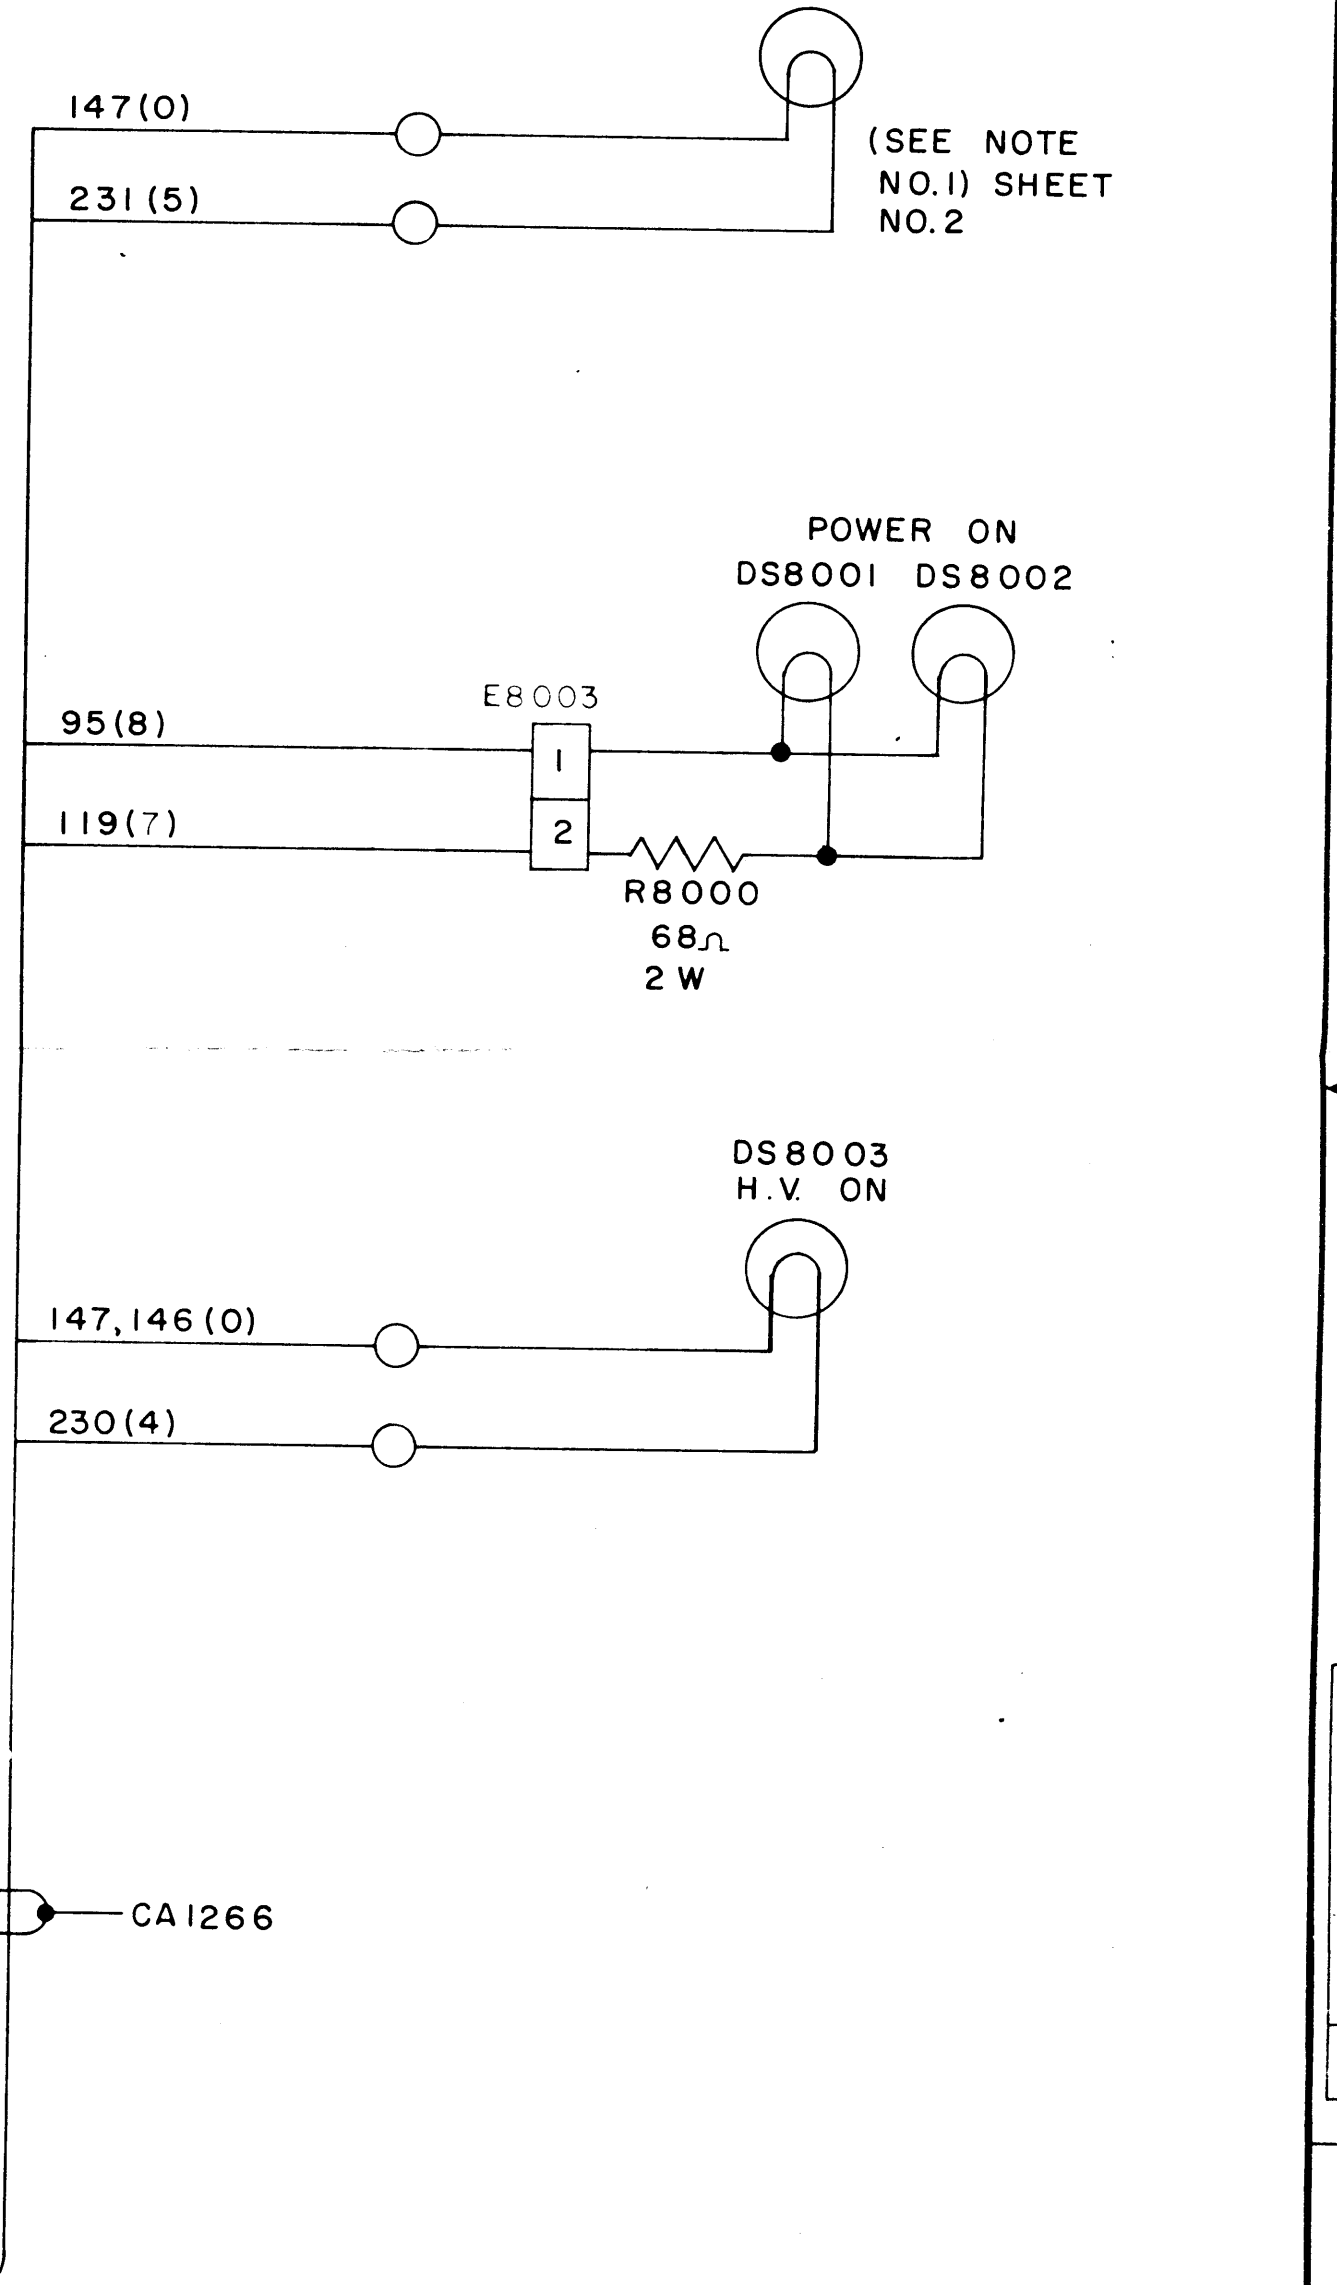 147(0)
(SEE NOTE
NO.1) SHEET
NO.2
231(5)
POWER ON
DS8001 DS8002
E8003
95(8)
1
119(7)
2
R8000
68Ω
2 W
DS8003
H.V. ON
147,146(0)
230(4)
CA1266